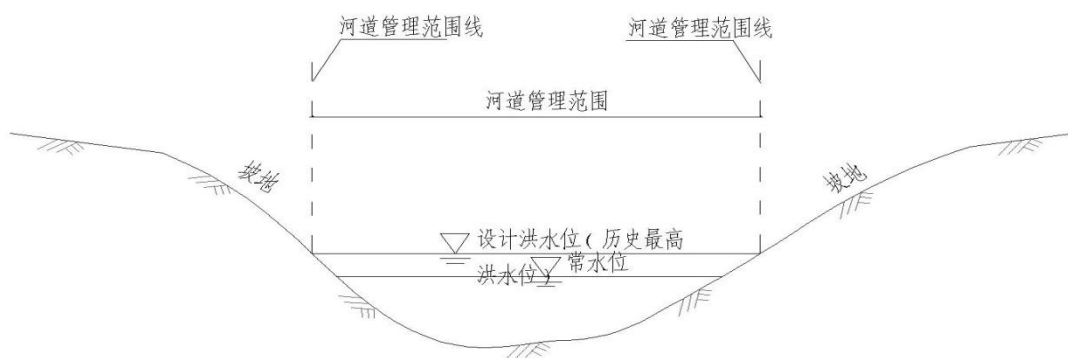 河道管理范围线
河道管理范围线
河道管理范围
坡地
坡地
设计洪水位(历史最高
洪水位)
常水位